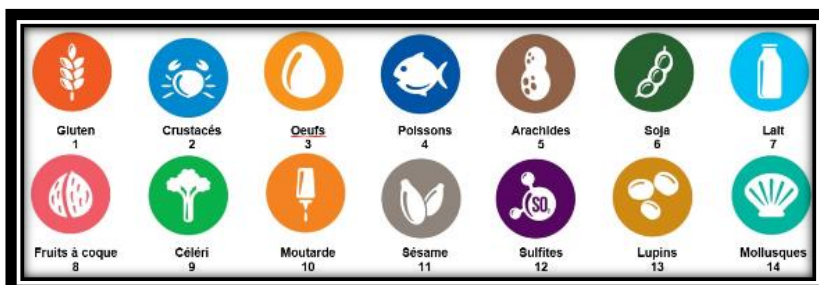 Gluten Crustacés Oeufs Poissons Arachides Soja Lait
1 2 3 4 5 6 7
SO₂
Fruits à coque Céléri Moutarde Sésame Sulfites Lupins Mollusques
8 9 10 11 12 13 14